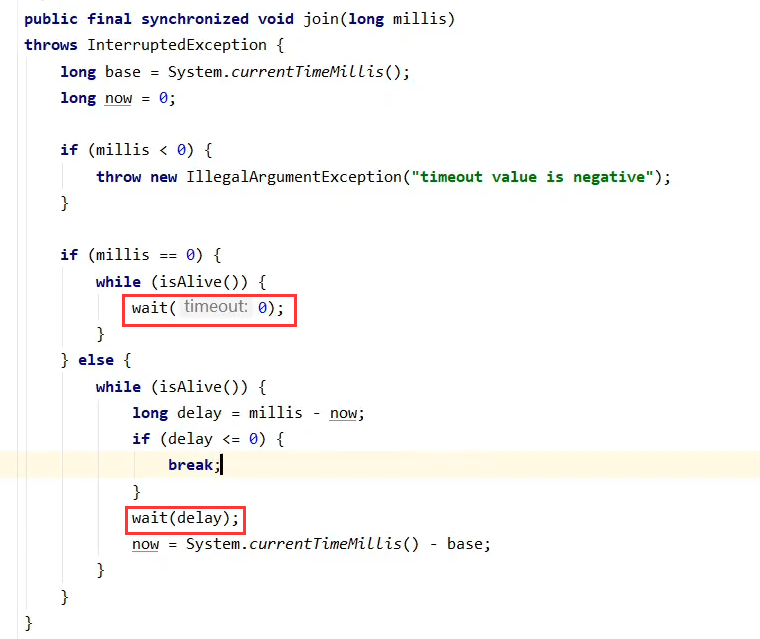 public final synchronized void join(long millis)
throws InterruptedException {
    long base = System.currentTimeMillis();
    long now = 0;

    if (millis < 0) {
        throw new IllegalArgumentException("timeout value is negative");
    }

    if (millis == 0) {
        while (isAlive()) {
            wait( timeout: 0);
        }
    } else {
        while (isAlive()) {
            long delay = millis - now;
            if (delay <= 0) {
                break;
            }
            wait(delay);
            now = System.currentTimeMillis() - base;
        }
    }
}